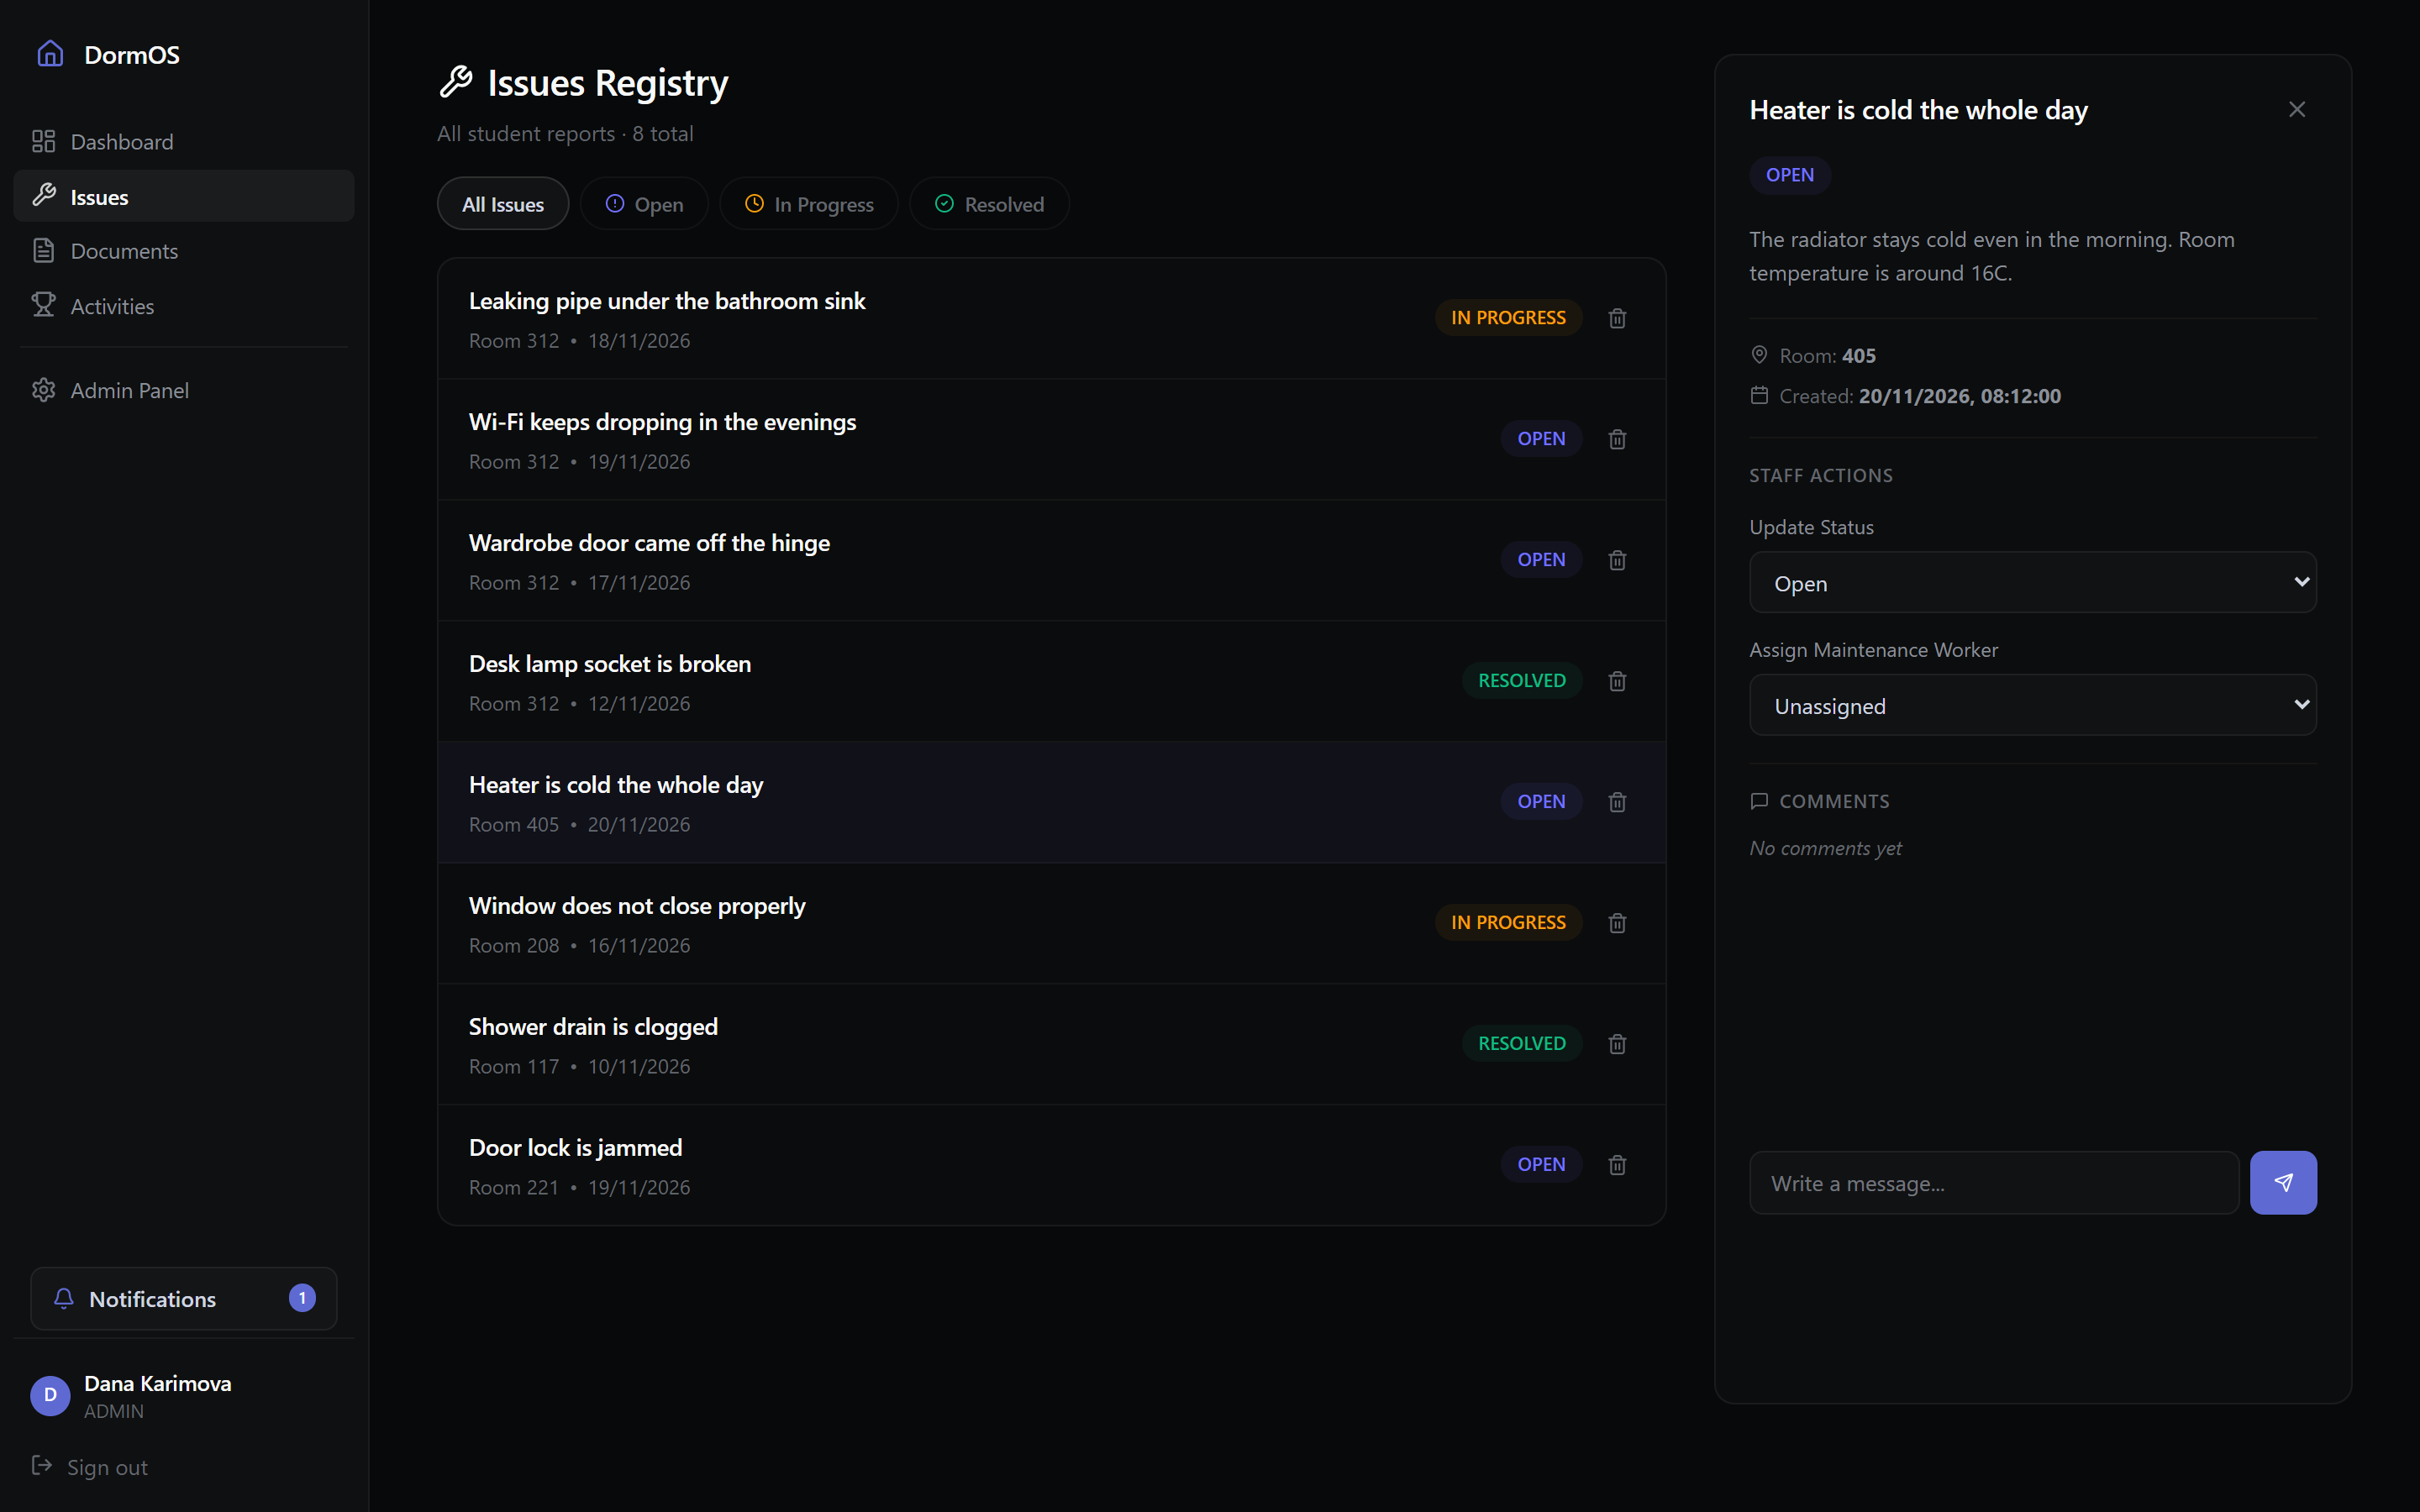 DormOS
Dashboard
Issues
Documents
Activities
Admin Panel
Notifications 1
D
Dana Karimova
ADMIN
Sign out
Issues Registry
All student reports · 8 total
All Issues Open In Progress Resolved
Leaking pipe under the bathroom sink
Room 312 • 18/11/2026
IN PROGRESS
Wi-Fi keeps dropping in the evenings
Room 312 • 19/11/2026
OPEN
Wardrobe door came off the hinge
Room 312 • 17/11/2026
OPEN
Desk lamp socket is broken
Room 312 • 12/11/2026
RESOLVED
Heater is cold the whole day
Room 405 • 20/11/2026
OPEN
Window does not close properly
Room 208 • 16/11/2026
IN PROGRESS
Shower drain is clogged
Room 117 • 10/11/2026
RESOLVED
Door lock is jammed
Room 221 • 19/11/2026
OPEN
Heater is cold the whole day
OPEN
The radiator stays cold even in the morning. Room
temperature is around 16C.
Room: 405
Created: 20/11/2026, 08:12:00
STAFF ACTIONS
Update Status
Open
Assign Maintenance Worker
Unassigned
COMMENTS
No comments yet
Write a message...